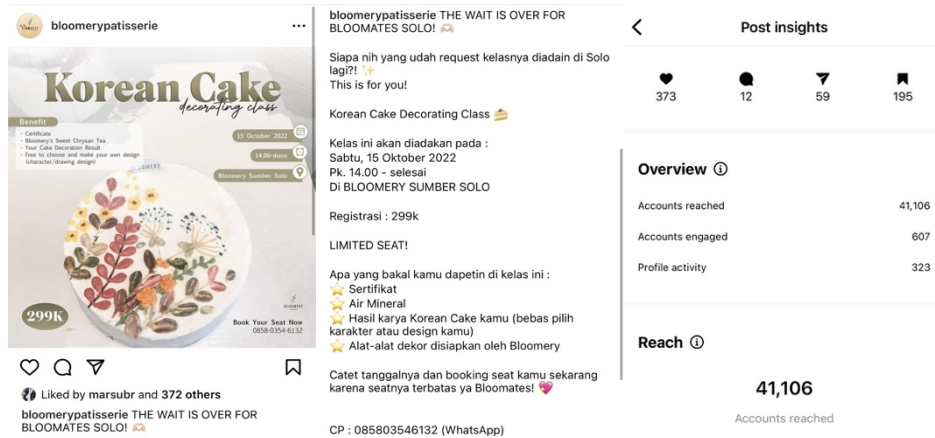 bloomerypatisserie
Korean Cake
decorating class
Benefit
- Certificate
- Bloomery's Sweet Chrysan Tea
- Your Cake Decoration Result
- Free to choose and make your own design
(character/drawing design)
15 October 2022
14.00-done
Bloomery Sumber Solo
BLOOMERY
299K
BLOOMERY
Book Your Seat Now
0858-0354-6132
Liked by marsubr and 372 others
bloomerypatisserie THE WAIT IS OVER FOR
BLOOMATES SOLO! 🫶🏻
bloomerypatisserie THE WAIT IS OVER FOR
BLOOMATES SOLO! 🫶🏻
Siapa nih yang udah request kelasnya diadain di Solo
lagi?! ✨
This is for you!
Korean Cake Decorating Class 🍰
Kelas ini akan diadakan pada :
Sabtu, 15 Oktober 2022
Pk. 14.00 - selesai
Di BLOOMERY SUMBER SOLO
Registrasi : 299k
LIMITED SEAT!
Apa yang bakal kamu dapetin di kelas ini :
⭐ Sertifikat
⭐ Air Mineral
⭐ Hasil karya Korean Cake kamu (bebas pilih
karakter atau design kamu)
⭐ Alat-alat dekor disiapkan oleh Bloomery
Catet tanggalnya dan booking seat kamu sekarang
karena seatnya terbatas ya Bloomates! 💖
CP : 085803546132 (WhatsApp)
Post insights
373
12
59
195
Overview
Accounts reached 41,106
Accounts engaged 607
Profile activity 323
Reach
41,106
Accounts reached